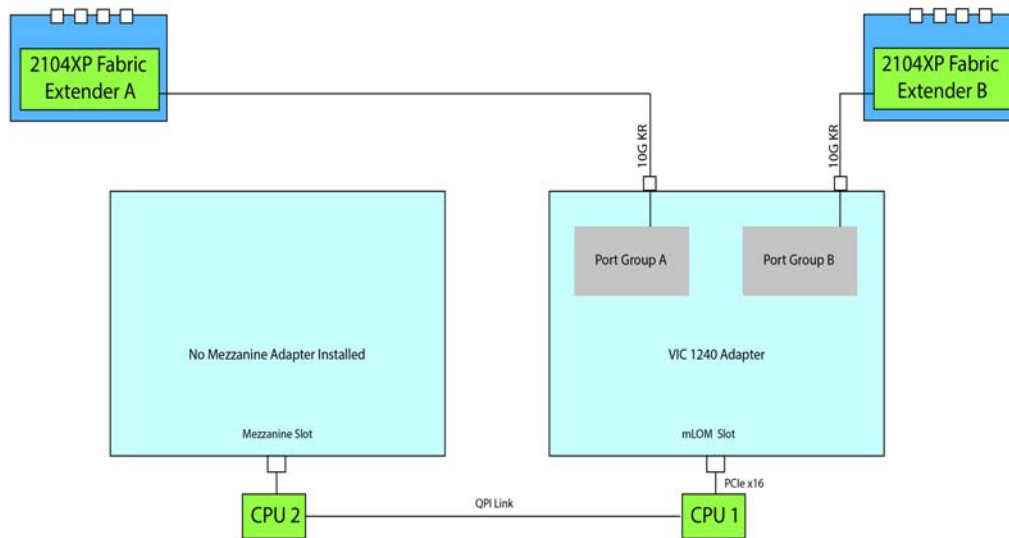 2104XP Fabric
Extender A
2104XP Fabric
Extender B
10G KR
10G KR
Port Group A
Port Group B
No Mezzanine Adapter Installed
VIC 1240 Adapter
Mezzanine Slot
mLOM Slot
PCIe x16
CPU 2
QPI Link
CPU 1